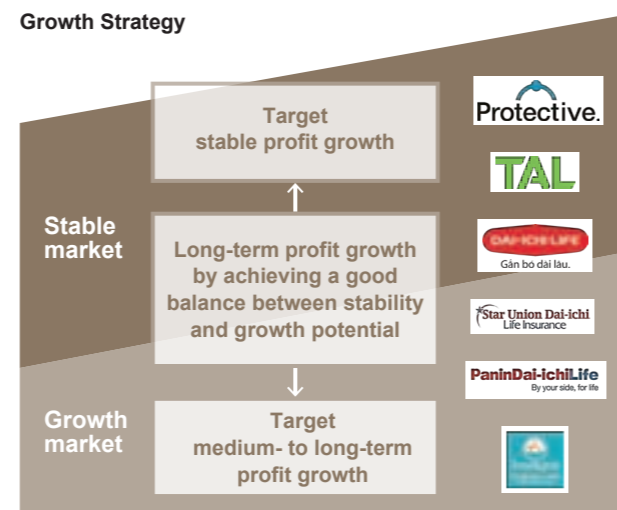 Growth Strategy
Target
stable profit growth
Stable
market
Long-term profit growth
by achieving a good
balance between stability
and growth potential
Growth
market
Target
medium- to long-term
profit growth
Protective.
TAL
DAI-ICHI LIFE
Gắn bó dài lâu.
Star Union Dai-ichi
Life Insurance
PaninDai-ichiLife
By your side, for life